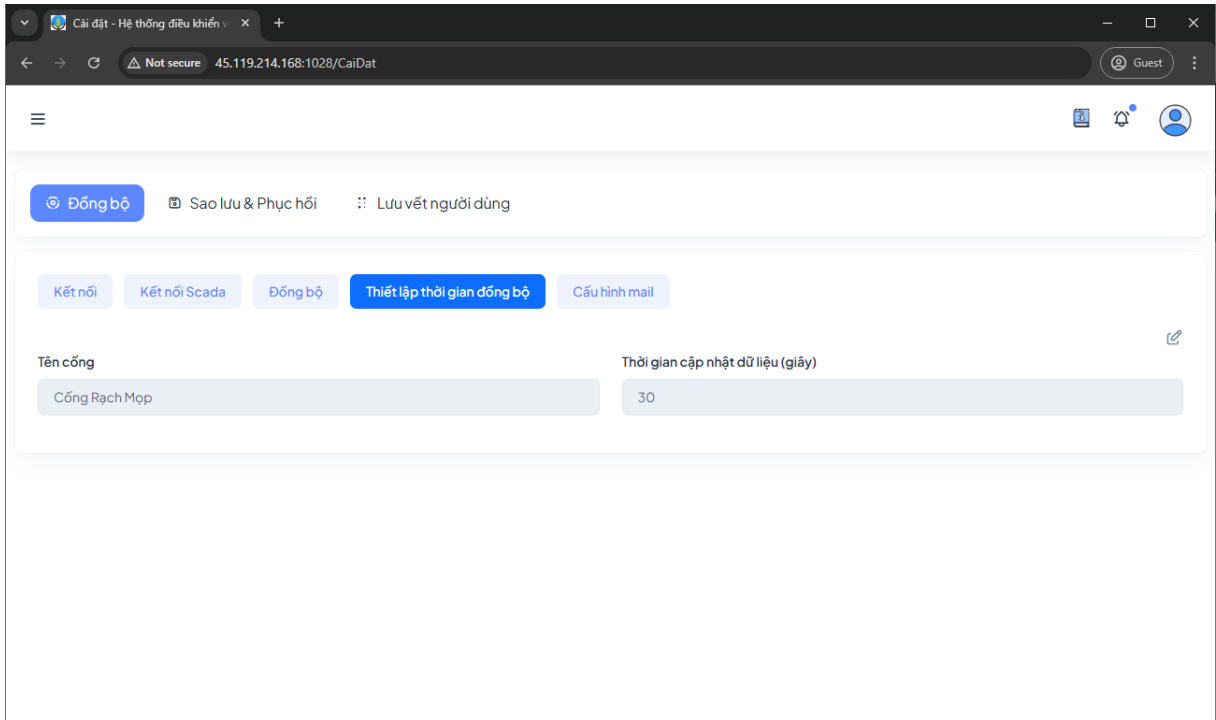 Cài đặt - Hệ thống điều khiển v
Not secure 45.119.214.168:1028/CaiDat
Guest
Đồng bộ Sao lưu & Phục hồi Lưu vết người dùng
Kết nối Kết nối Scada Đồng bộ Thiết lập thời gian đồng bộ Cấu hình mail
Tên cống Thời gian cập nhật dữ liệu (giây)
Cống Rạch Mọp 30